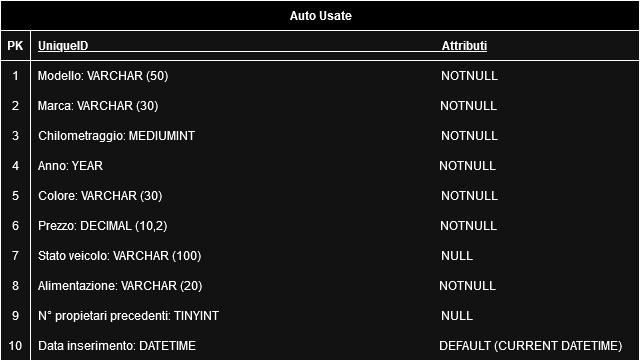 Auto Usate
PK UniqueID Attributi
1 Modello: VARCHAR (50) NOTNULL
2 Marca: VARCHAR (30) NOTNULL
3 Chilometraggio: MEDIUMINT NOTNULL
4 Anno: YEAR NOTNULL
5 Colore: VARCHAR (30) NOTNULL
6 Prezzo: DECIMAL (10,2) NOTNULL
7 Stato veicolo: VARCHAR (100) NULL
8 Alimentazione: VARCHAR (20) NOTNULL
9 N° propietari precedenti: TINYINT NULL
10 Data inserimento: DATETIME DEFAULT (CURRENT DATETIME)